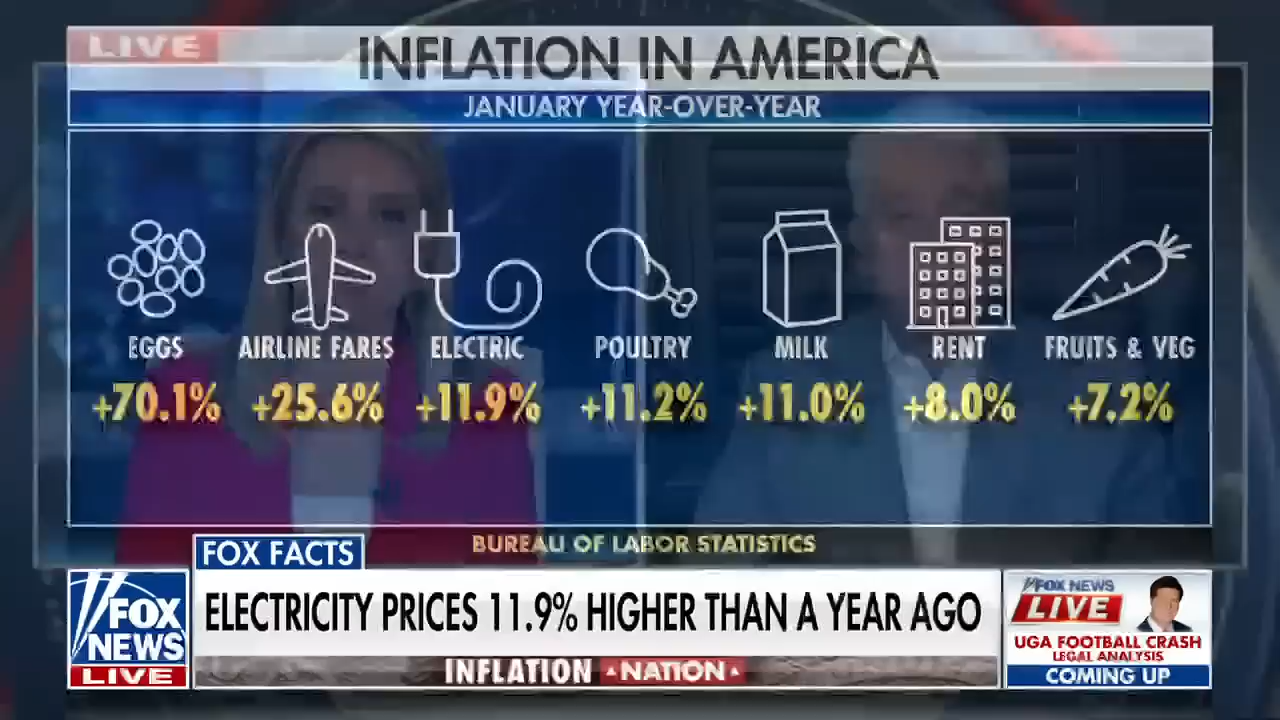 LIVE
INFLATION IN AMERICA
JANUARY YEAR-OVER-YEAR
EGGS
+70.1%
AIRLINE FARES
+25.6%
ELECTRIC
+11.9%
POULTRY
+11.2%
MILK
+11.0%
RENT
+8.0%
FRUITS & VEG
+7.2%
BUREAU OF LABOR STATISTICS
FOX FACTS
FOX
NEWS
LIVE
ELECTRICITY PRICES 11.9% HIGHER THAN A YEAR AGO
INFLATION NATION
FOX NEWS
LIVE
UGA FOOTBALL CRASH
LEGAL ANALYSIS
COMING UP